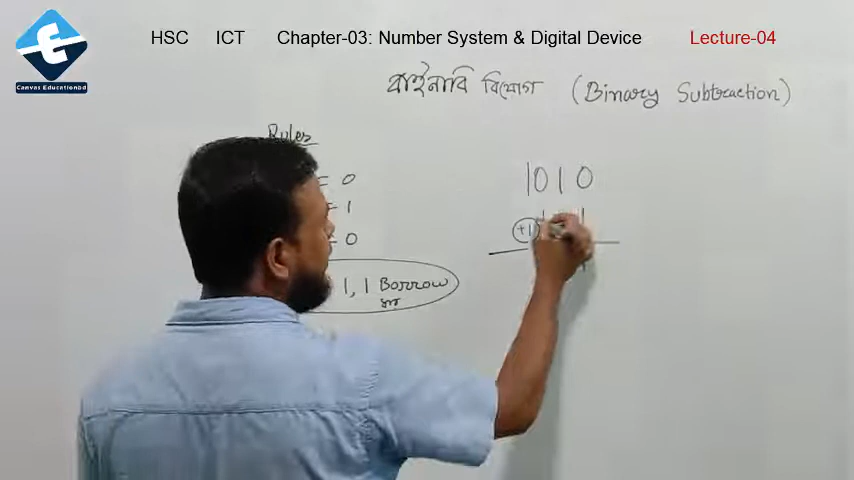 HSC ICT Chapter-03: Number System & Digital Device Lecture-04
Canvas Educationbd
বাইনারি বিয়োগ (Binary Subtraction)
Rules
= 0
= 1
= 0
1, 1 Borrow
1010
+1